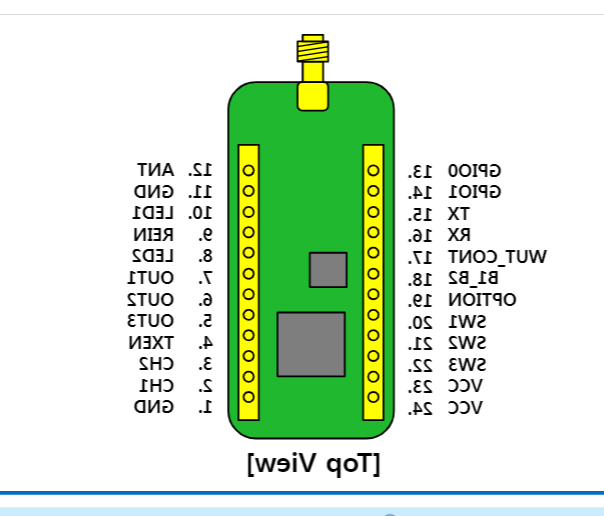 GPIO0 13.
GPIO1 14.
TX 15.
RX 16.
WUT_CONT 17.
B1_B2 18.
OPTION 19.
SW1 20.
SW2 21.
SW3 22.
VCC 23.
VCC 24.
12. ANT
11. GND
10. LED1
9. REIN
8. LED2
7. OUT1
6. OUT2
5. OUT3
4. TXEN
3. CH2
2. CH1
1. GND
[Top View]